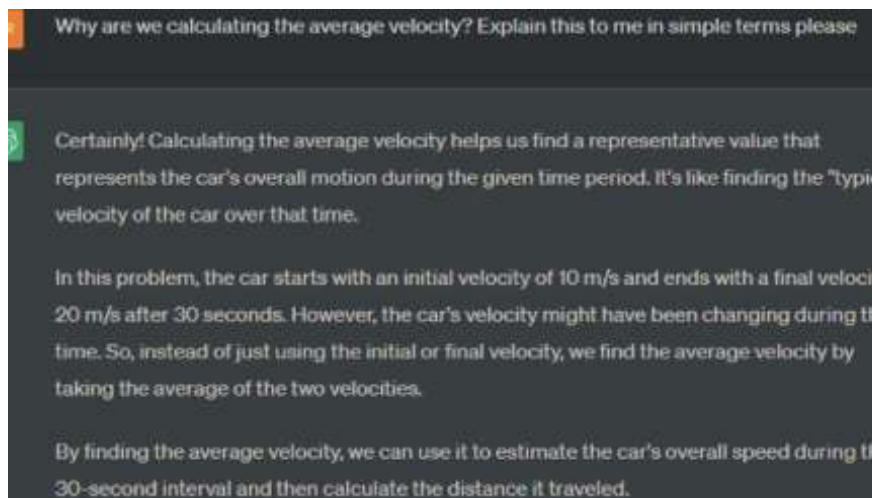 Why are we calculating the average velocity? Explain this to me in simple terms please
Certainly! Calculating the average velocity helps us find a representative value that
represents the car's overall motion during the given time period. It's like finding the "typic
velocity of the car over that time.
In this problem, the car starts with an initial velocity of 10 m/s and ends with a final veloci
20 m/s after 30 seconds. However, the car's velocity might have been changing during th
time. So, instead of just using the initial or final velocity, we find the average velocity by
taking the average of the two velocities.
By finding the average velocity, we can use it to estimate the car's overall speed during th
30-second interval and then calculate the distance it traveled.